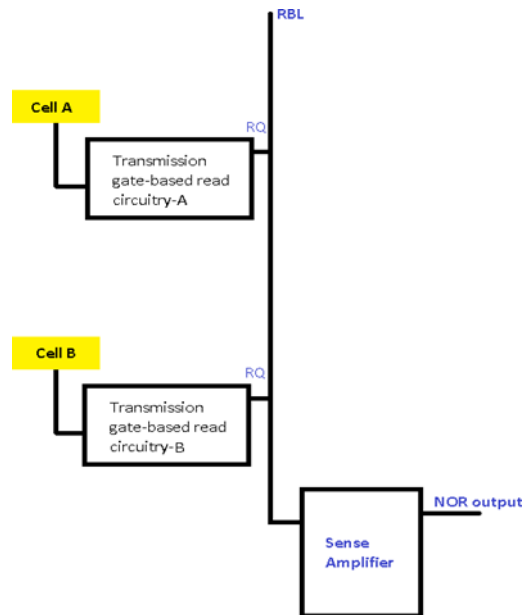 RBL
Cell A
RQ
Transmission
gate-based read
circuitry-A
Cell B
RQ
Transmission
gate-based read
circuitry-B
NOR output
Sense
Amplifier